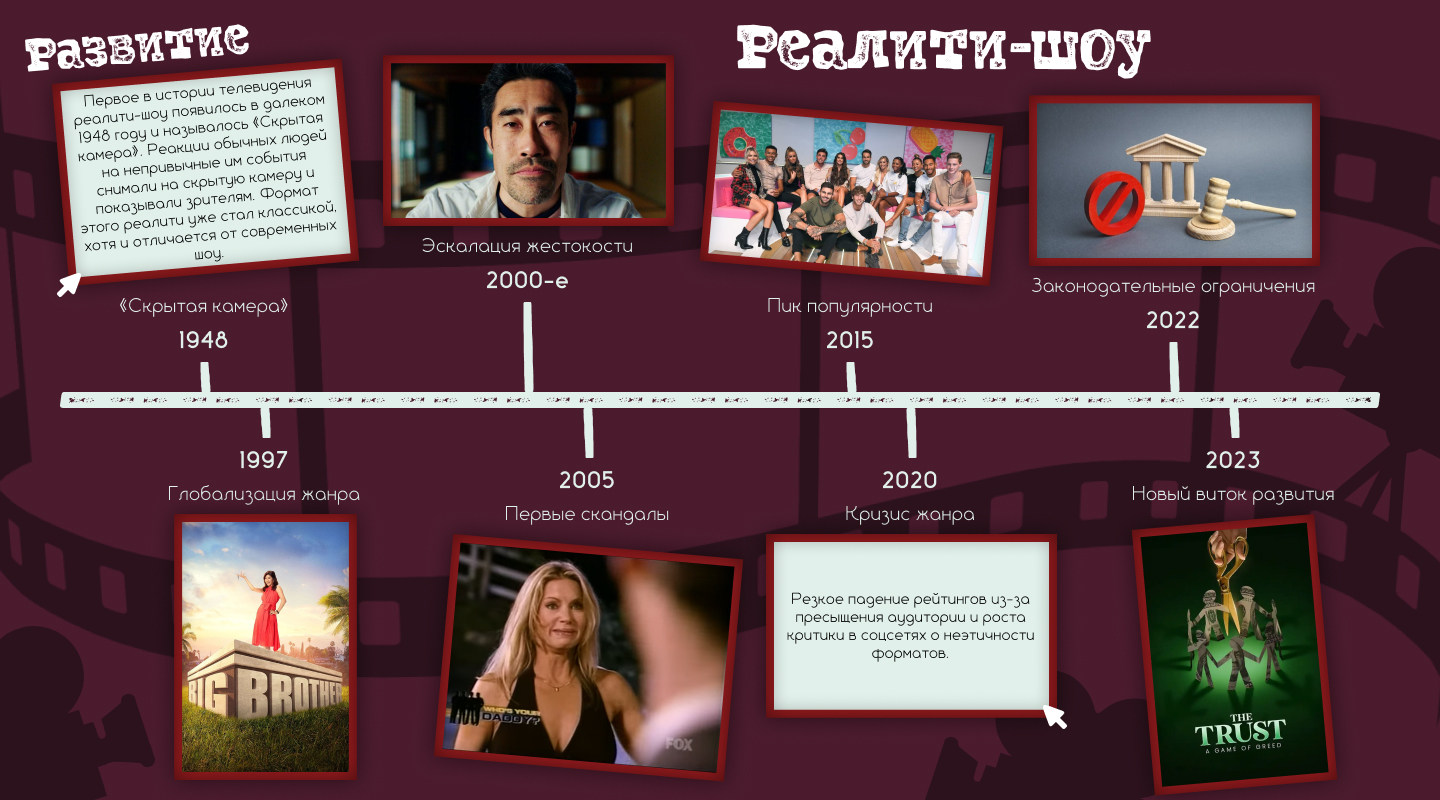 Развитие
Реалити-шоу
Первое в истории телевидения
реалити-шоу появилось в далеком
1948 году и называлось «Скрытая
камера». Реакции обычных людей
на непривычные им события
снимали на скрытую камеру и
показывали зрителям. Формат
этого реалити уже стал классикой,
хотя и отличается от современных
шоу.
«Скрытая камера»
1948
Эскалация жестокости
2000-е
Пик популярности
2015
Законодательные ограничения
2022
1997
Глобализация жанра
BIG BROTHER
2005
Первые скандалы
WHO'S YOUR
DADDY?
FOX
2020
Кризис жанра
Резкое падение рейтингов из-за
пресыщения аудитории и роста
критики в соцсетях о неэтичности
форматов.
2023
Новый виток развития
THE
TRUST
A GAME OF GREED